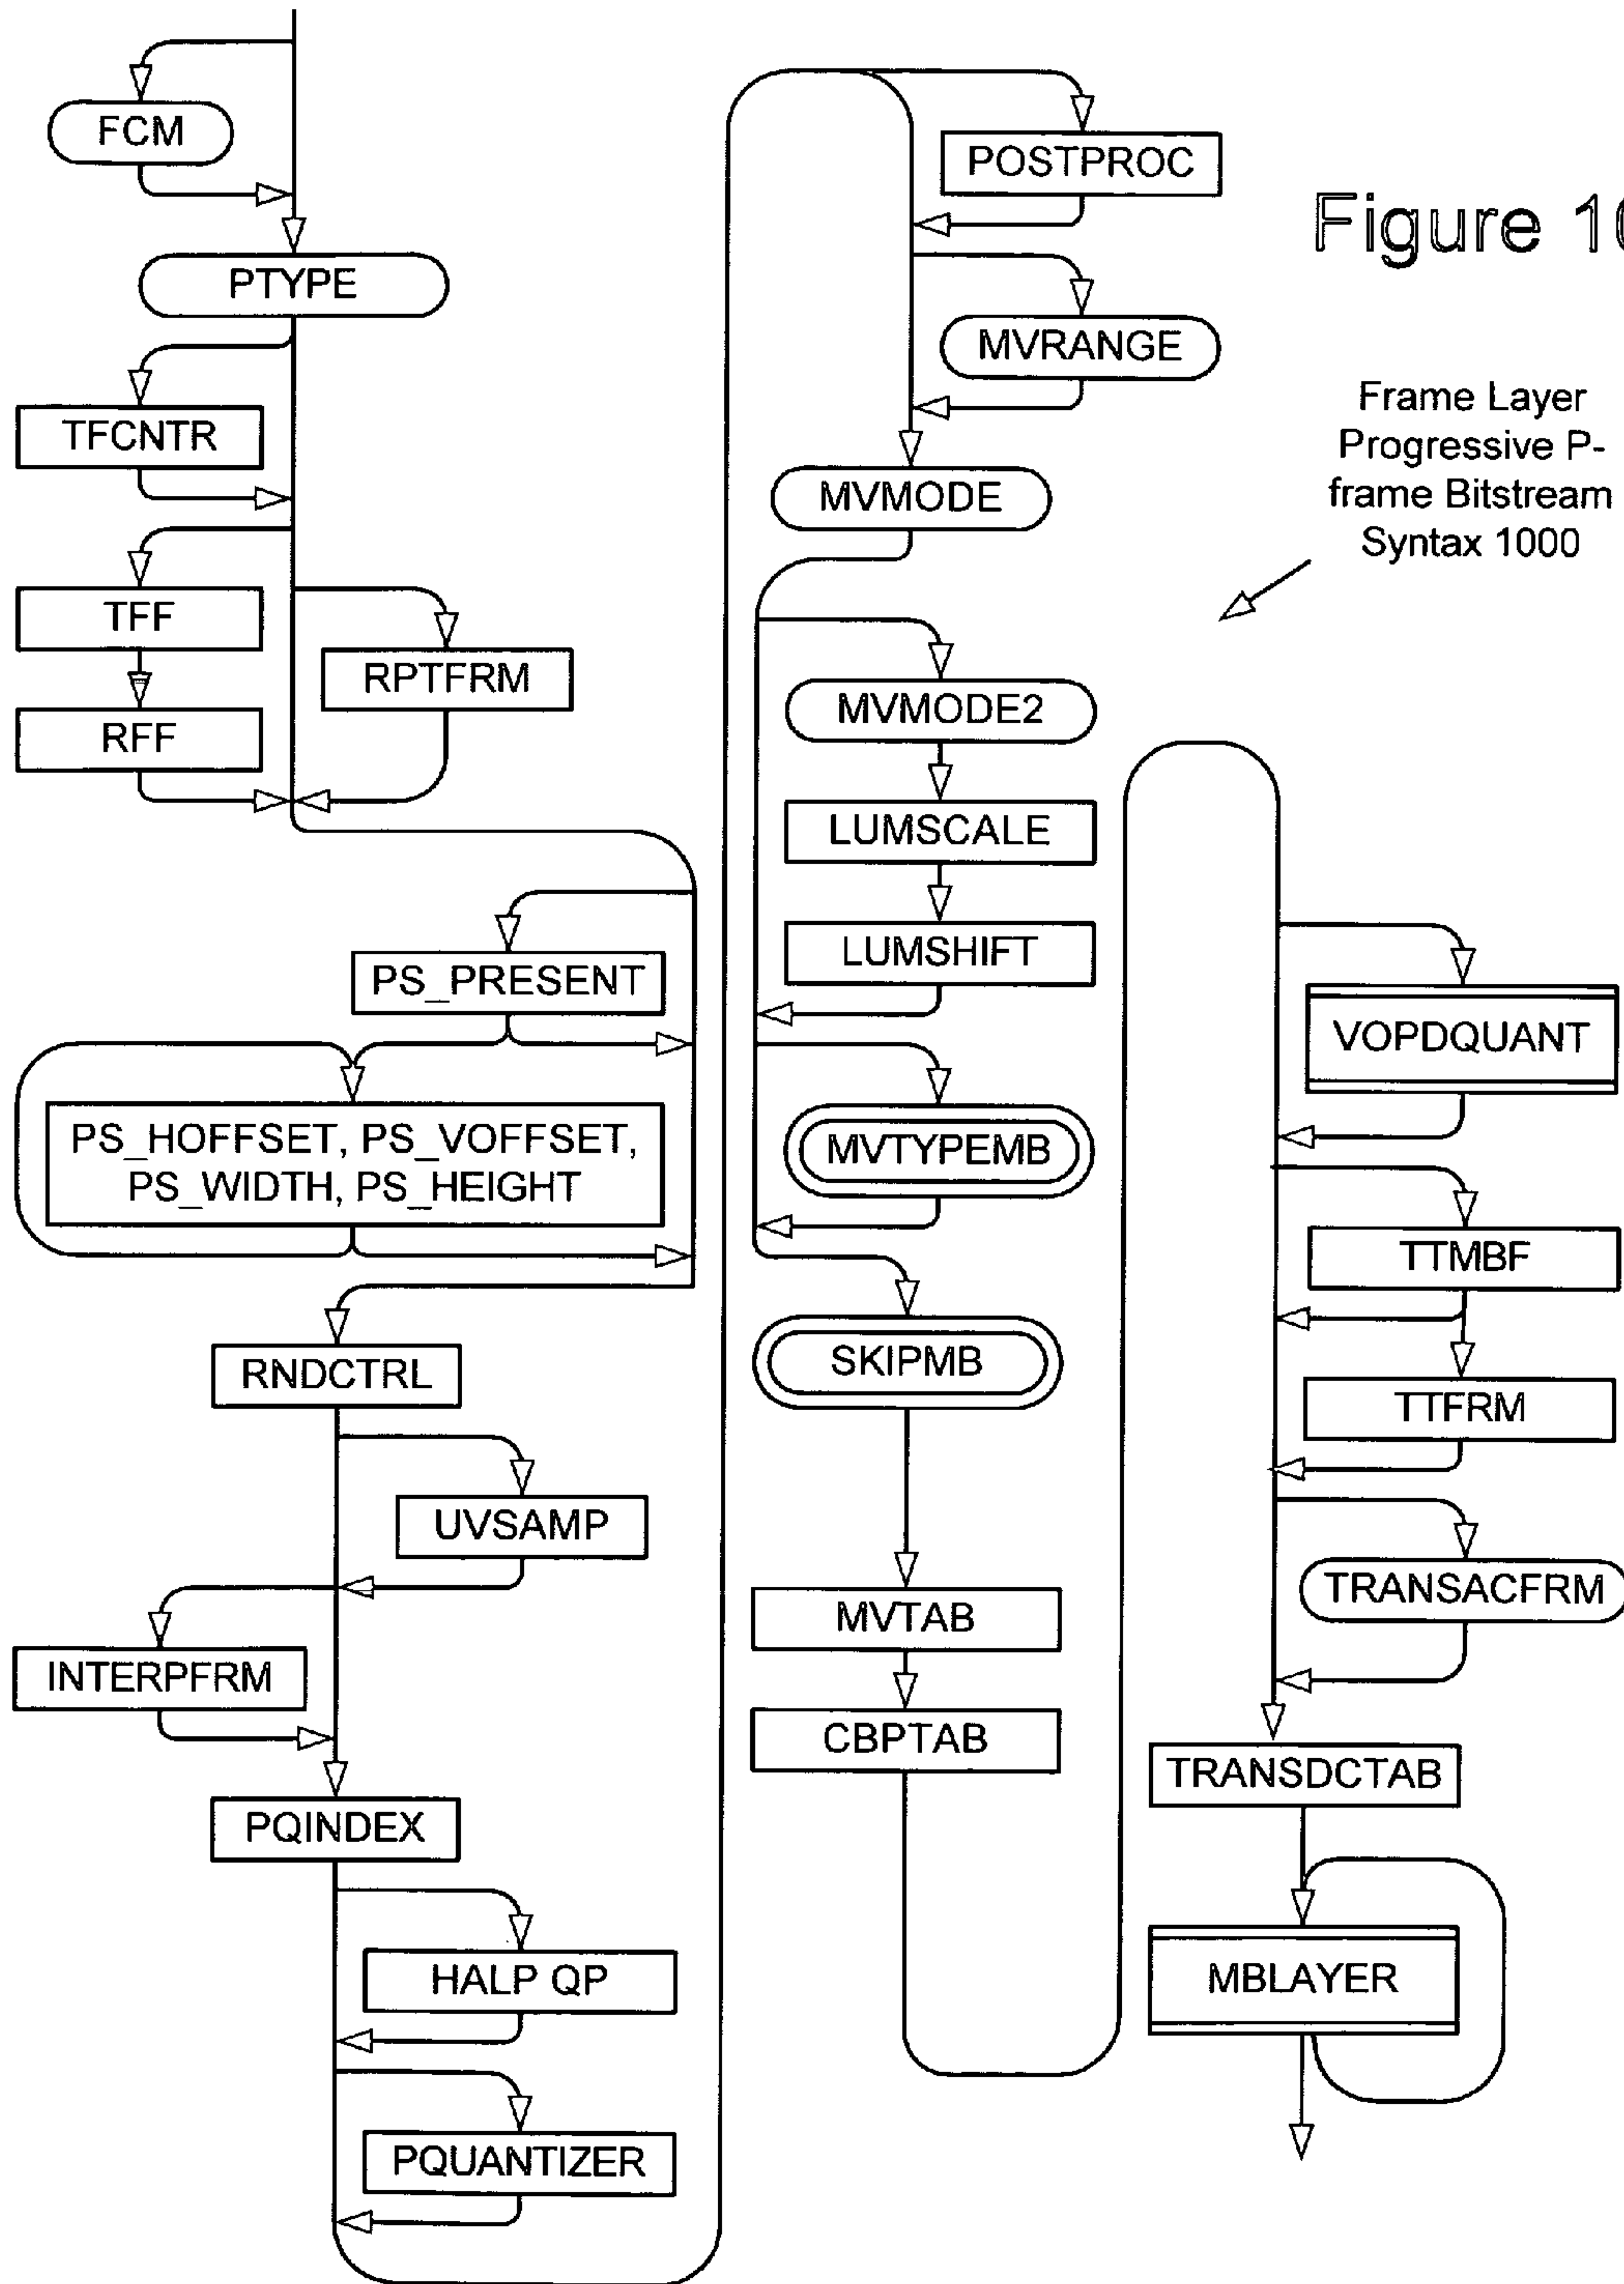 FCM
PTYPE
TFCNTR
TFF
RPTFRM
RFF
PS_PRESENT
PS_HOFFSET, PS_VOFFSET,
PS_WIDTH, PS_HEIGHT
RNDCTRL
UVSAMP
INTERPFRM
PQINDEX
HALP QP
PQUANTIZER
POSTPROC
MVRANGE
MVMODE
MVMODE2
LUMSCALE
LUMSHIFT
MVTYPEMB
SKIPMB
MVTAB
CBPTAB
Figure 10
Frame Layer
Progressive P-
frame Bitstream
Syntax 1000
VOPDQUANT
TTMBF
TTFRM
TRANSACFRM
TRANSDCTAB
MBLAYER